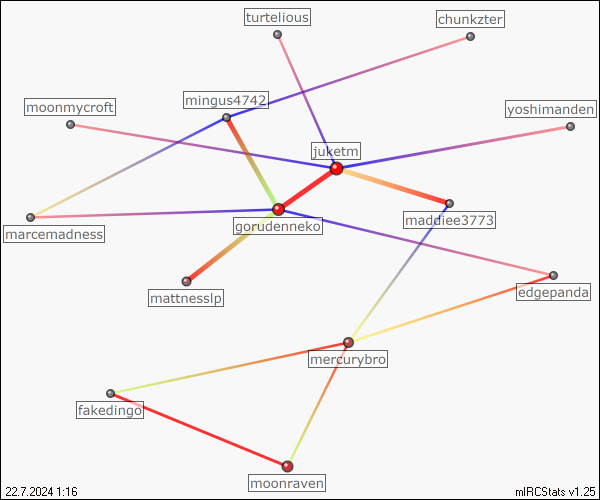 turtelious
chunkzter
mingus4742
moonmycroft
yoshimanden
juketm
maddiee3773
gorudenneko
marcemadness
mattnesslp
edgepanda
mercurybro
fakedingo
moonraven
22.7.2024 1:16
mIRCStats v1.25